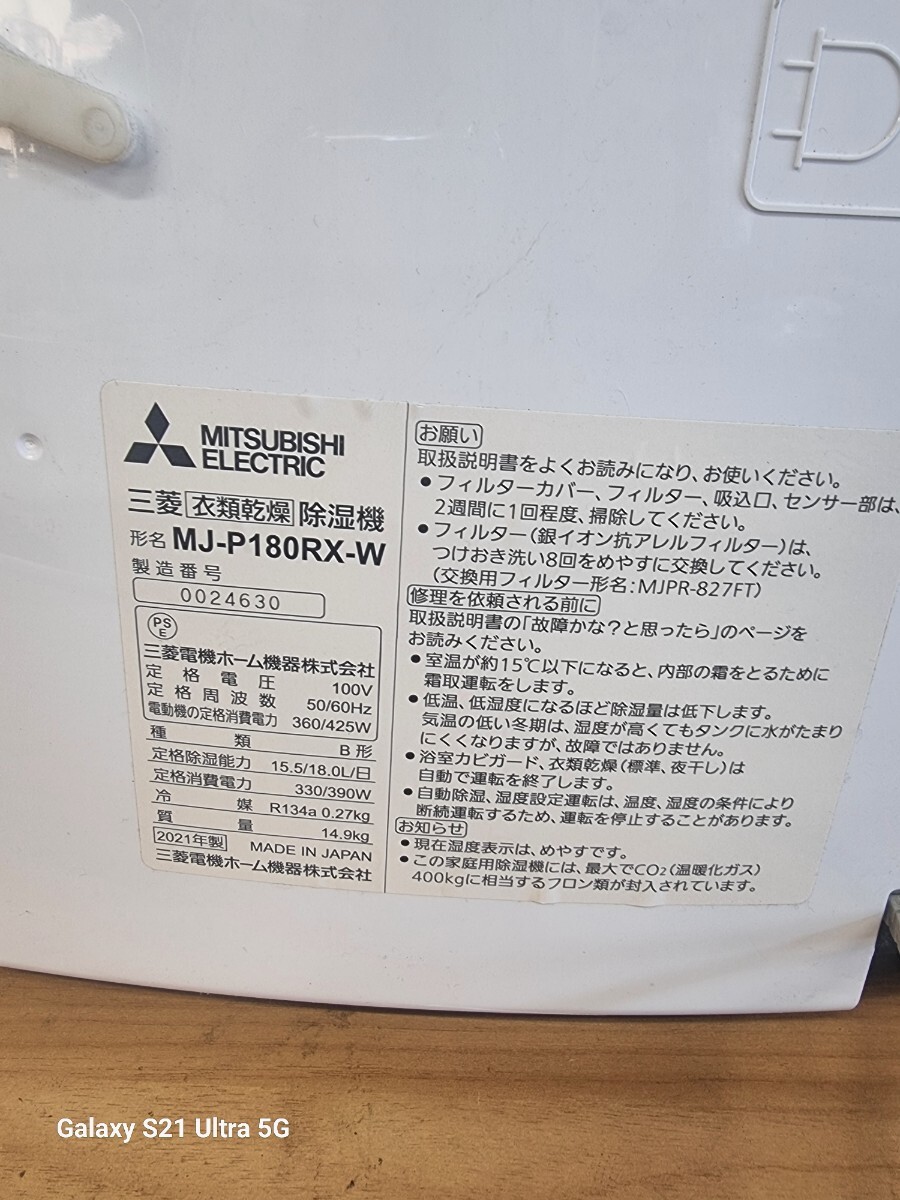 MITSUBISHI
ELECTRIC
三菱 衣類乾燥 除湿機
形名 MJ-P180RX-W
製造番号
0024630
PS
E
三菱電機ホーム機器株式会社
定格電圧 100V
定格周波数 50/60Hz
電動機の定格消費電力 360/425W
種類 B形
定格除湿能力 15.5/18.0L/日
定格消費電力 330/390W
冷媒 R134a 0.27kg
質量 14.9kg
2021年製 MADE IN JAPAN
三菱電機ホーム機器株式会社
お願い
取扱説明書をよくお読みになり、お使いください。
●フィルターカバー、フィルター、吸込口、センサー部は、
2週間に1回程度、掃除してください。
●フィルター(銀イオン抗アレルフィルター)は、
つけおき洗い8回をめやすに交換してください。
(交換用フィルター形名:MJPR-827FT)
修理を依頼される前に
取扱説明書の「故障かな?と思ったら」のページを
お読みください。
●室温が約15℃以下になると、内部の霜をとるために
霜取運転をします。
●低温、低湿度になるほど除湿量は低下します。
気温の低い冬期は、湿度が高くてもタンクに水がたまり
にくくなりますが、故障ではありません。
●浴室カビガード、衣類乾燥(標準、夜干し)は
自動で運転を終了します。
●自動除湿、湿度設定運転は、温度、湿度の条件により
断続運転するため、運転を停止することがあります。
お知らせ
●現在湿度表示は、めやすです。
●この家庭用除湿機には、最大でCO2(温暖化ガス)
400kgに相当するフロン類が封入されています。
Galaxy S21 Ultra 5G